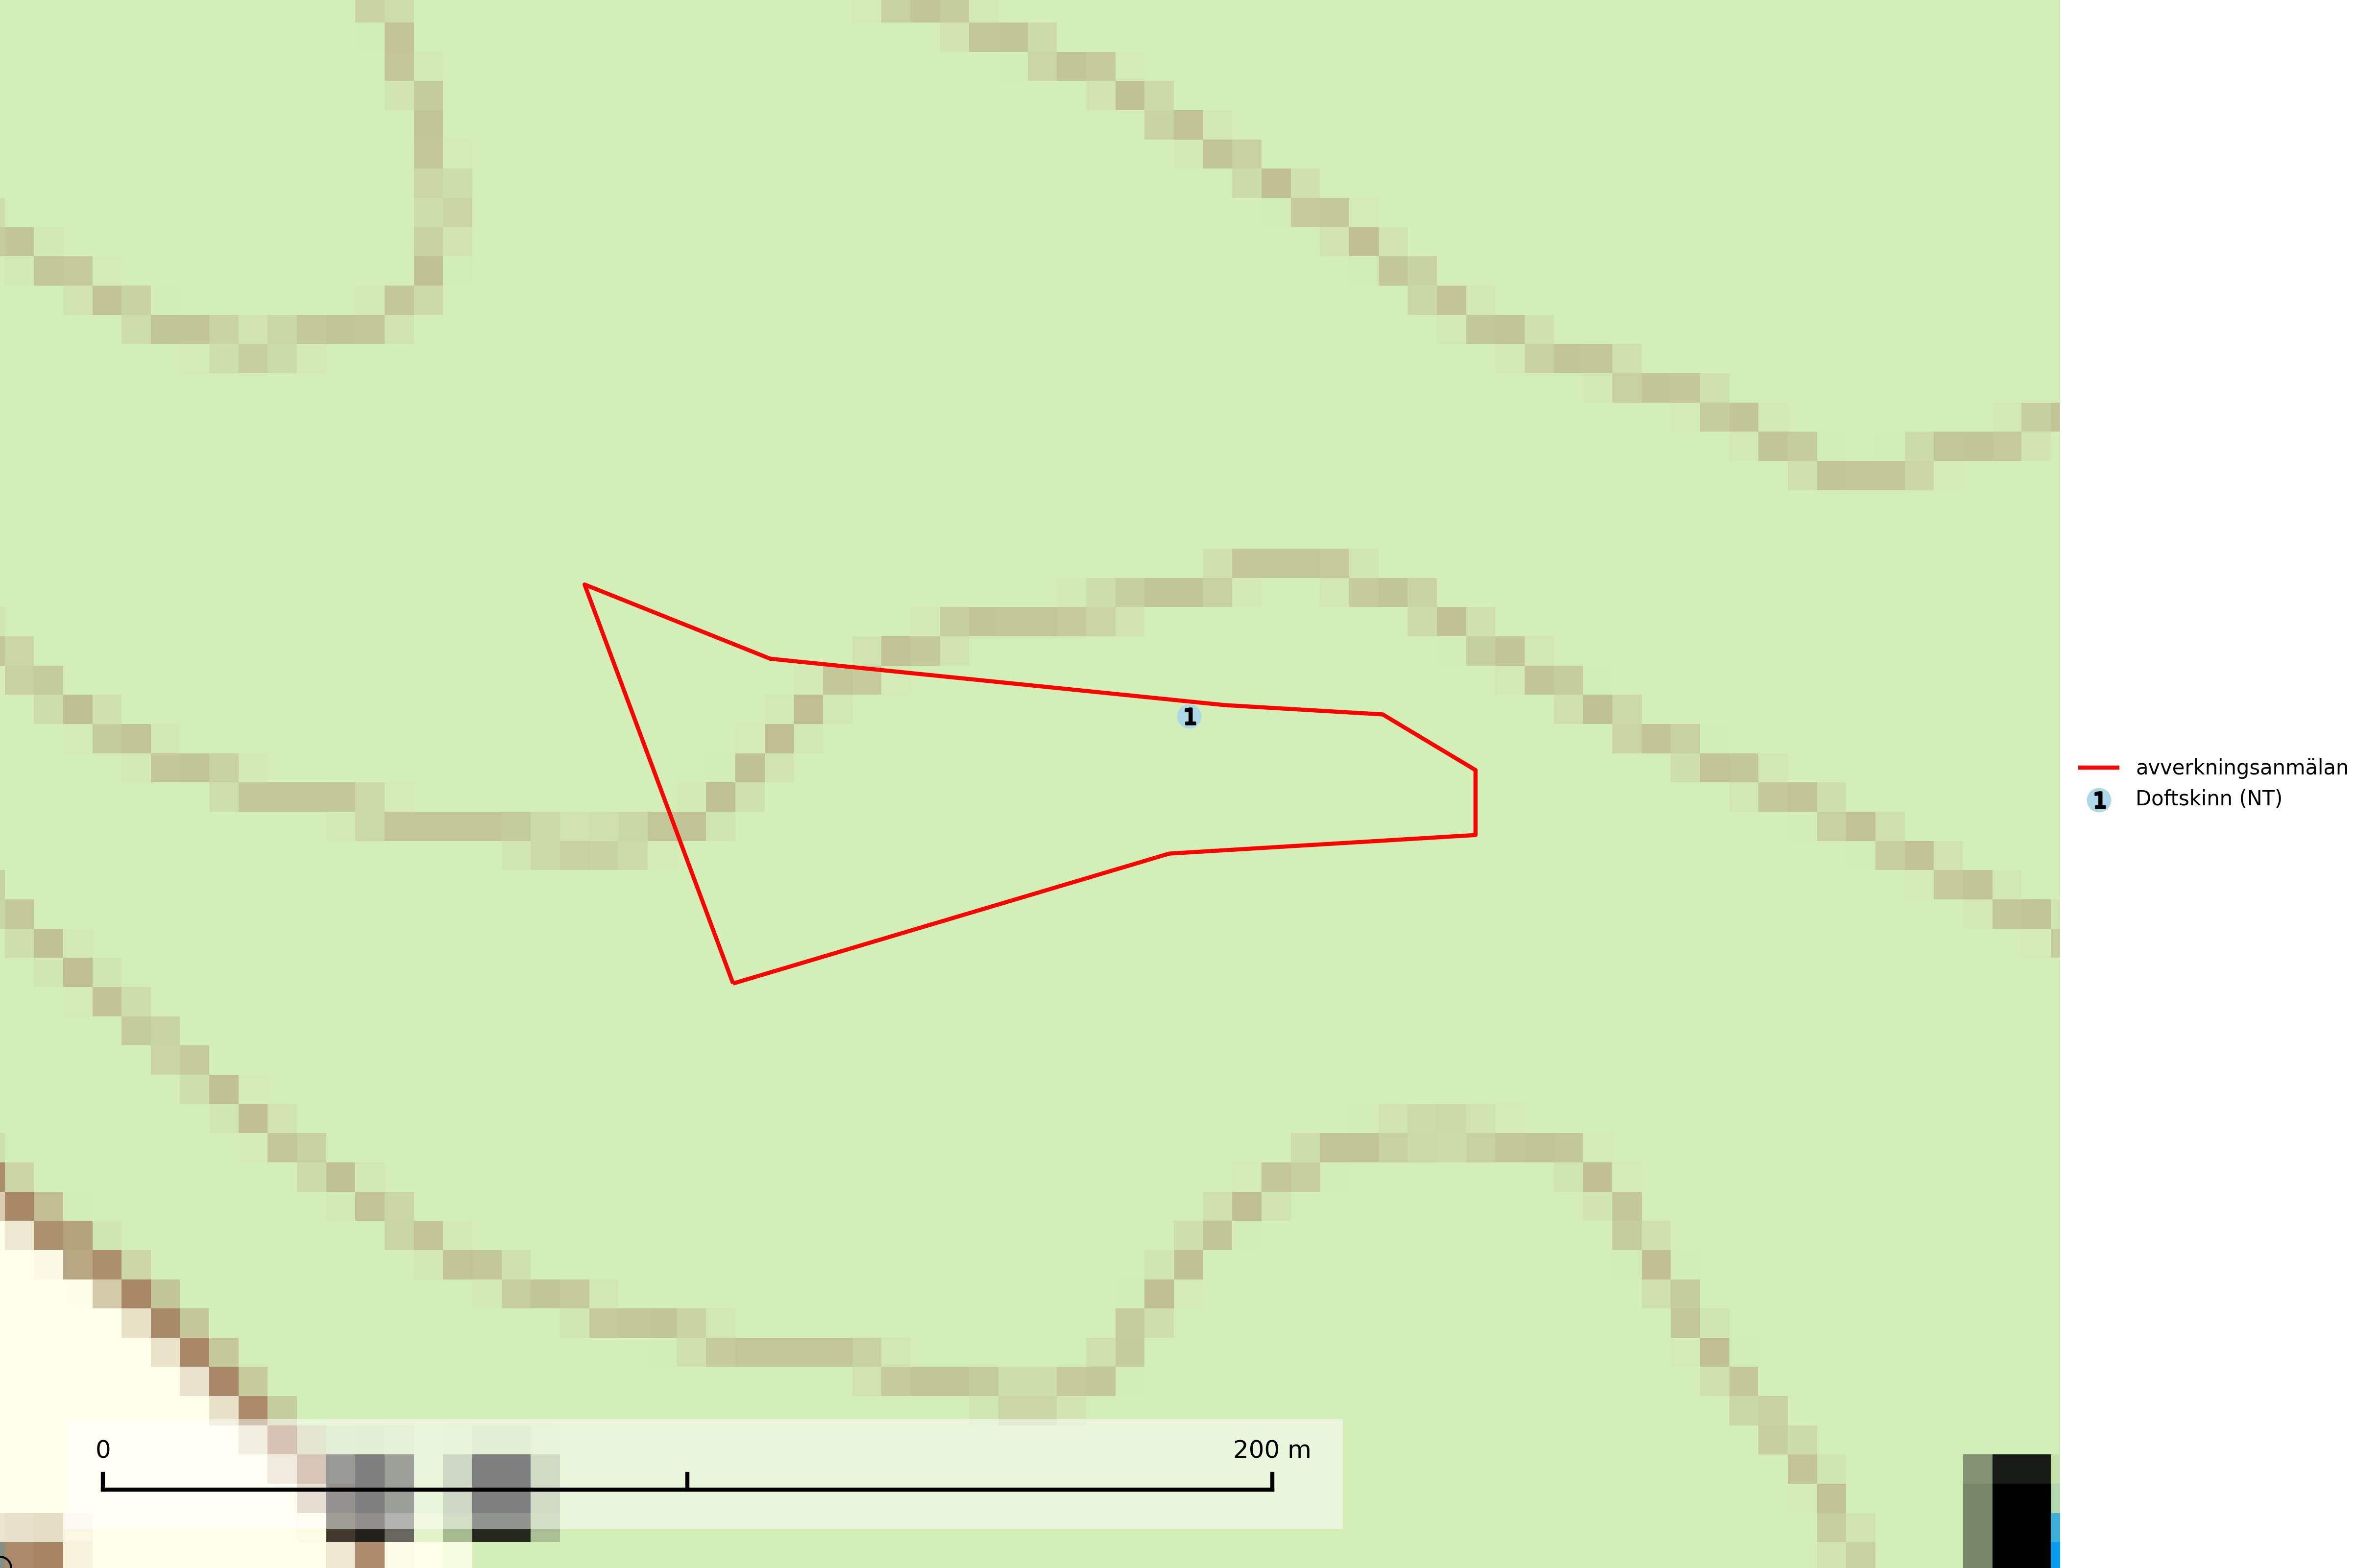 1
avverkningsanmälan
1 Doftskinn (NT)
0 200 m